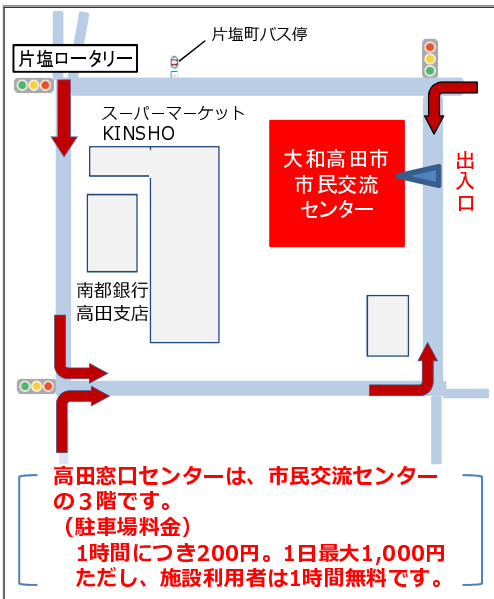 片塩町バス停
片塩ロータリー
スーパーマーケット
KINSHO
大和高田市
市民交流
センター
出入口
南都銀行
高田支店
高田窓口センターは、市民交流センター
の３階です。
（駐車場料金）
1時間につき200円。1日最大1,000円
ただし、施設利用者は1時間無料です。